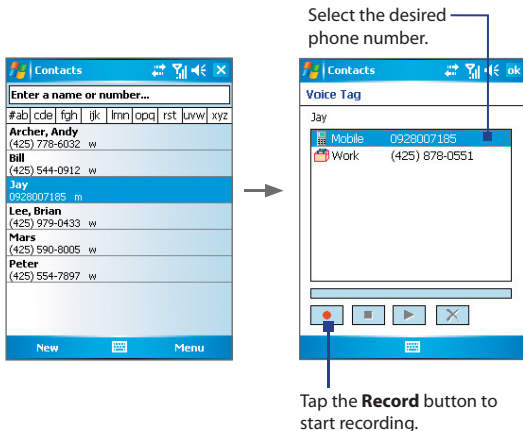 Select the desired
phone number.
Contacts
Enter a name or number...
#ab cde fgh ijk lmn opq rst uvw xyz
Archer, Andy
(425) 778-6032 w
Bill
(425) 544-0912 w
Jay
0928007185 m
Lee, Brian
(425) 979-0433 w
Mars
(425) 590-8005 w
Peter
(425) 554-7897 w
New Menu
Contacts ok
Voice Tag
Jay
Mobile 0928007185
Work (425) 878-0551
Tap the Record button to
start recording.